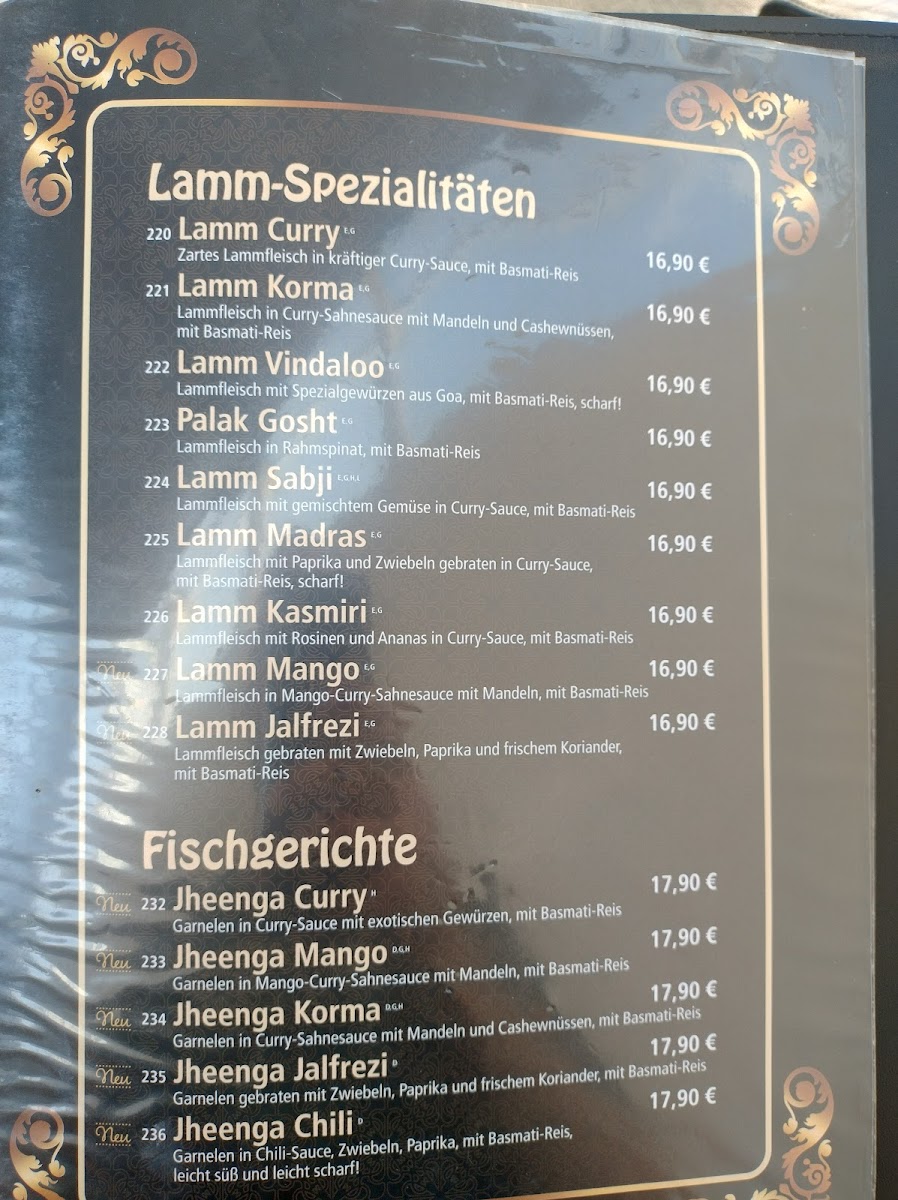 Lamm-Spezialitäten
220 Lamm Curry E,G
Zartes Lammfleisch in kräftiger Curry-Sauce, mit Basmati-Reis 16,90 €
221 Lamm Korma E,G
Lammfleisch in Curry-Sahnesauce mit Mandeln und Cashewnüssen, 16,90 €
mit Basmati-Reis
222 Lamm Vindaloo E,G
Lammfleisch mit Spezialgewürzen aus Goa, mit Basmati-Reis, scharf! 16,90 €
223 Palak Gosht E,G
Lammfleisch in Rahmspinat, mit Basmati-Reis 16,90 €
224 Lamm Sabji 16,90 €
Lammfleisch mit gemischtem Gemüse in Curry-Sauce, mit Basmati-Reis
225 Lamm Madras E,G 16,90 €
Lammfleisch mit Paprika und Zwiebeln gebraten in Curry-Sauce,
mit Basmati-Reis, scharf!
226 Lamm Kasmiri E,G 16,90 €
Lammfleisch mit Rosinen und Ananas in Curry-Sauce, mit Basmati-Reis
Neu 227 Lamm Mango E,G 16,90 €
Lammfleisch in Mango-Curry-Sahnesauce mit Mandeln, mit Basmati-Reis
Neu 228 Lamm Jalfrezi E,G 16,90 €
Lammfleisch gebraten mit Zwiebeln, Paprika und frischem Koriander,
mit Basmati-Reis
Fischgerichte
Neu 232 Jheenga Curry H 17,90 €
Garnelen in Curry-Sauce mit exotischen Gewürzen, mit Basmati-Reis
Neu 233 Jheenga Mango D,G,H 17,90 €
Garnelen in Mango-Curry-Sahnesauce mit Mandeln, mit Basmati-Reis
Neu 234 Jheenga Korma D,G,H 17,90 €
Garnelen in Curry-Sahnesauce mit Mandeln und Cashewnüssen, mit Basmati-Reis
Neu 235 Jheenga Jalfrezi D 17,90 €
Garnelen gebraten mit Zwiebeln, Paprika und frischem Koriander, mit Basmati-Reis
Neu 236 Jheenga Chili D 17,90 €
Garnelen in Chili-Sauce, Zwiebeln, Paprika, mit Basmati-Reis,
leicht süß und leicht scharf!